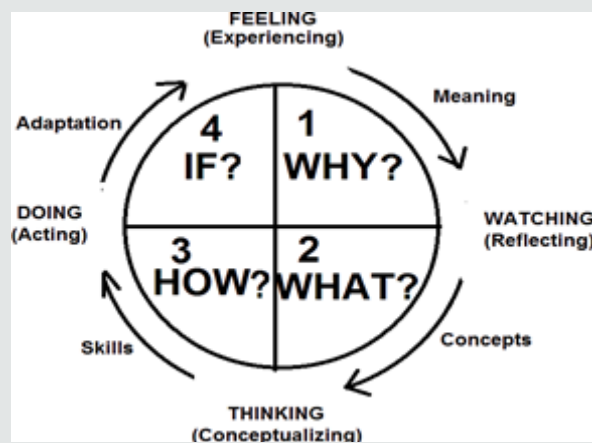 FEELING
(Experiencing)
Meaning
Adaptation
4
IF?
1
WHY?
DOING
(Acting)
WATCHING
(Reflecting)
3
HOW?
2
WHAT?
Skills
Concepts
THINKING
(Conceptualizing)